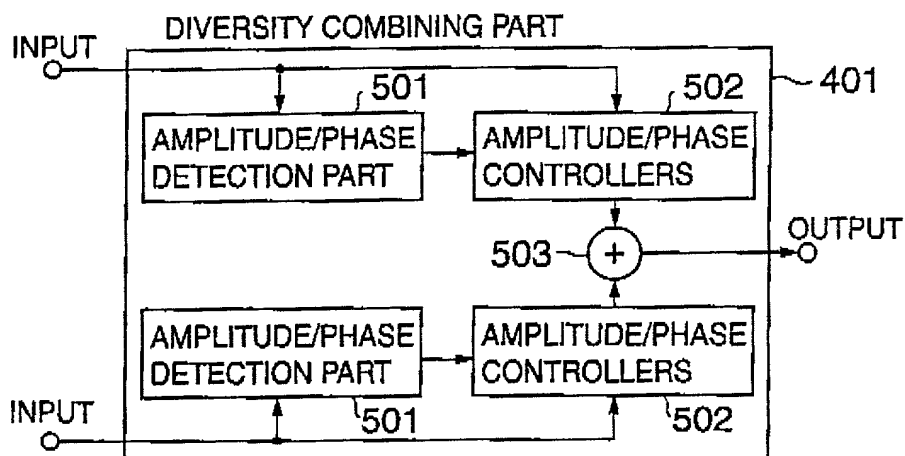 DIVERSITY COMBINING PART
INPUT
401
501
502
AMPLITUDE/PHASE
DETECTION PART
AMPLITUDE/PHASE
CONTROLLERS
503
+
OUTPUT
AMPLITUDE/PHASE
DETECTION PART
AMPLITUDE/PHASE
CONTROLLERS
INPUT
501
502